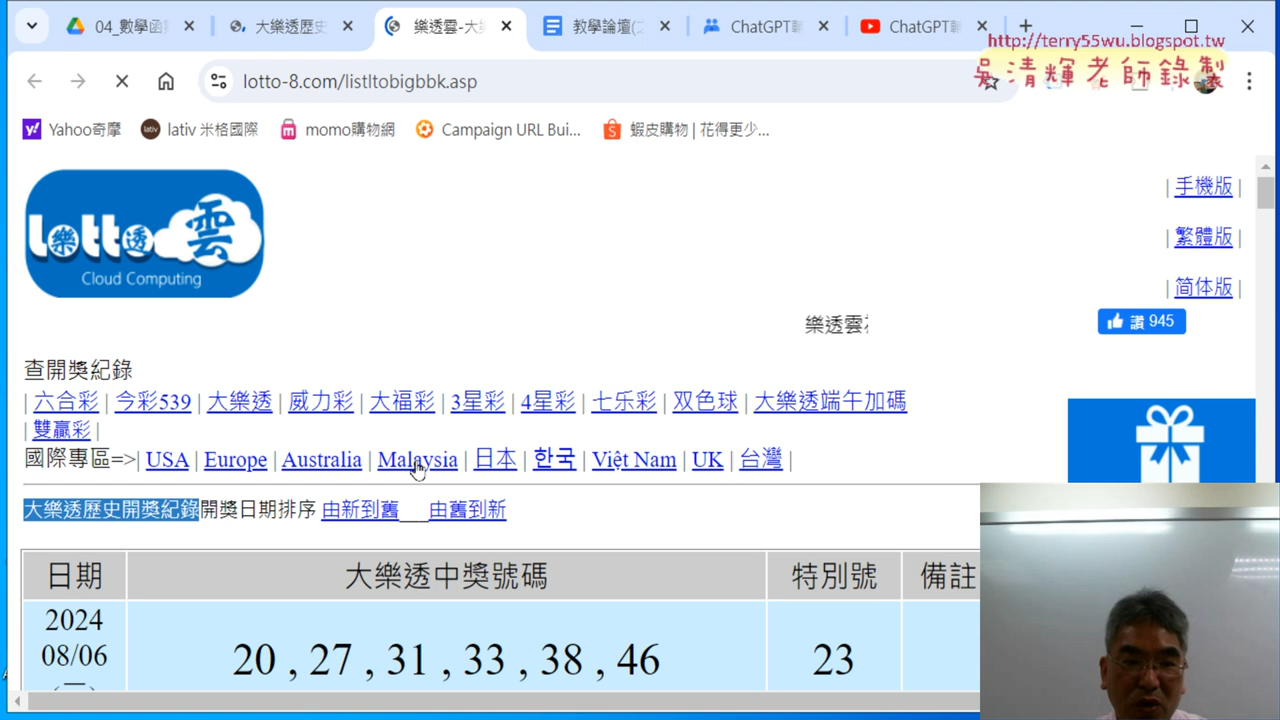 04_數學函
大樂透歷史
樂透雲-大
教學論壇(
ChatGPT
ChatGPT
http://terry55wu.blogspot.tw
吳清輝老師錄製
lotto-8.com/listltobigbbk.asp
Yahoo奇摩
lativ 米格國際
momo購物網
Campaign URL Bui...
蝦皮購物 | 花得更少...
lotto樂透雲
Cloud Computing
| 手機版 |
| 繁體版 |
| 简体版 |
樂透雲
讚 945
查開獎紀錄
| 六合彩 | 今彩539 | 大樂透 | 威力彩 | 大福彩 | 3星彩 | 4星彩 | 七乐彩 | 双色球 | 大樂透端午加碼
| 雙贏彩 |
國際專區=>| USA | Europe | Australia | Malaysia | 日本 | 한국 | Việt Nam | UK | 台灣 |
大樂透歷史開獎紀錄開獎日期排序 由新到舊 由舊到新
日期 大樂透中獎號碼 特別號 備註
2024
08/06
20 , 27 , 31 , 33 , 38 , 46 23